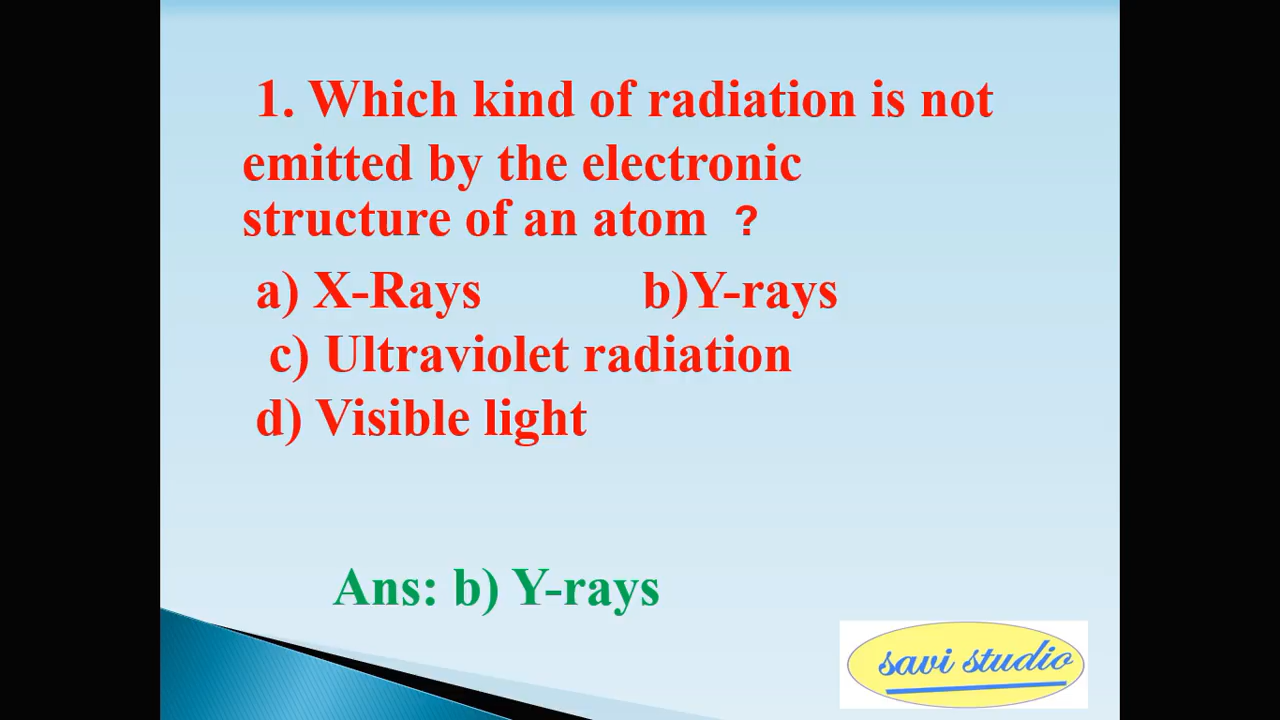 1. Which kind of radiation is not
emitted by the electronic
structure of an atom ?
a) X-Rays b)Y-rays
c) Ultraviolet radiation
d) Visible light
Ans: b) Y-rays
savi studio